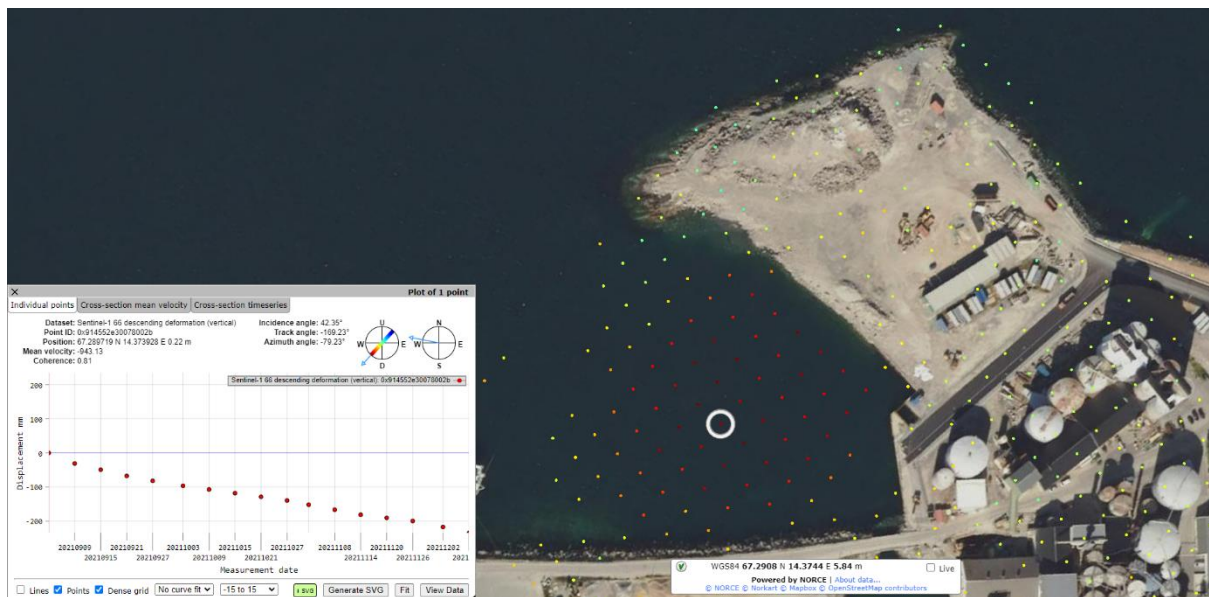 X Plot of 1 point
Individual points Cross-section mean velocity Cross-section timeseries
Dataset: Sentinel-1 66 descending deformation (vertical) Incidence angle: 42.35°
Point ID: 0x914552e30078002b Track angle: -169.23°
Position: 67.289719 N 14.373928 E 0.22 m Azimuth angle: -79.23°
Mean velocity: -943.13
Coherence: 0.81
U
W E
D
N
W E
S
Sentinel-1 66 descending deformation (vertical): 0x914552e30078002b
200
100
0
-100
-200
Displacement mm
20210909 20210921 20211003 20211015 20211027 20211108 20211120 20211202
20210915 20210927 20211009 20211021 20211114 20211126 2021
Measurement date
Lines Points Dense grid No curve fit -15 to 15 SVG Generate SVG Fit View Data
WGS84 67.2908 N 14.3744 E 5.84 m Live
Powered by NORCE | About data...
© NORCE © Norkart © Mapbox © OpenStreetMap contributors